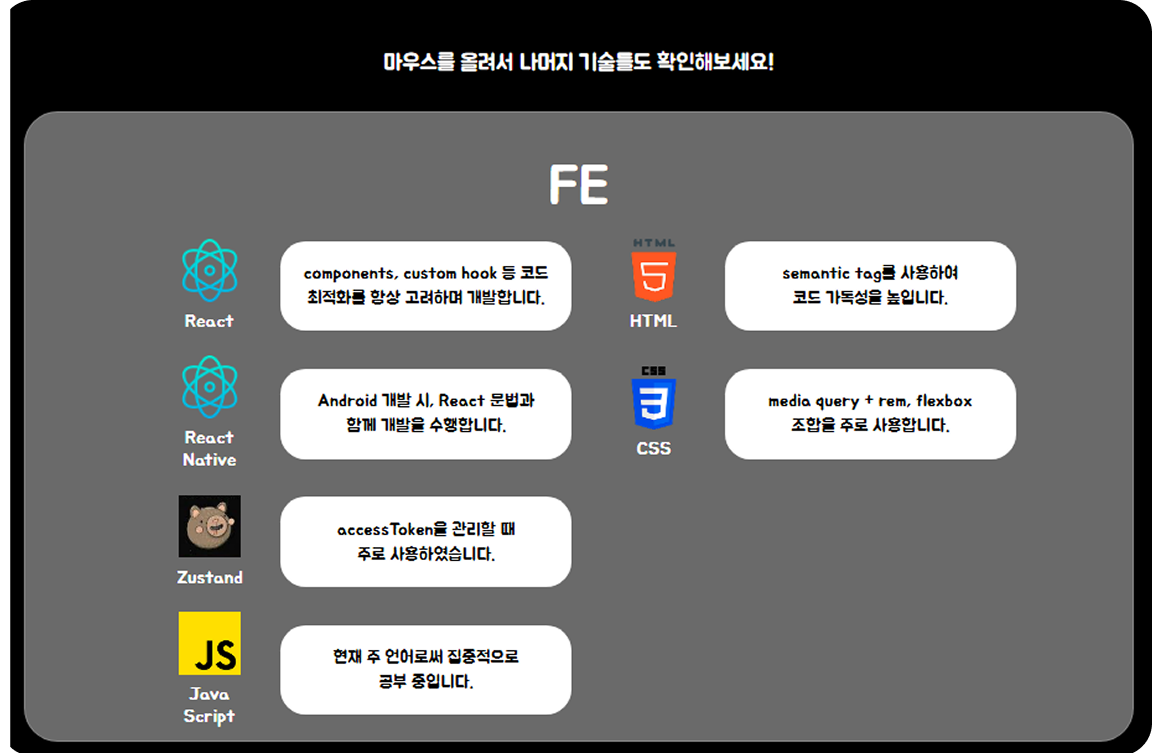 마우스를 올려서 나머지 기술들도 확인해보세요!
FE
components, custom hook 등 코드
최적화를 항상 고려하며 개발합니다.
React
Android 개발 시, React 문법과
함께 개발을 수행합니다.
React
Native
accessToken을 관리할 때
주로 사용하였습니다.
Zustand
JS
현재 주 언어로써 집중적으로
공부 중입니다.
Java
Script
HTML
5
semantic tag를 사용하여
코드 가독성을 높입니다.
HTML
CSS
3
media query + rem, flexbox
조합을 주로 사용합니다.
CSS